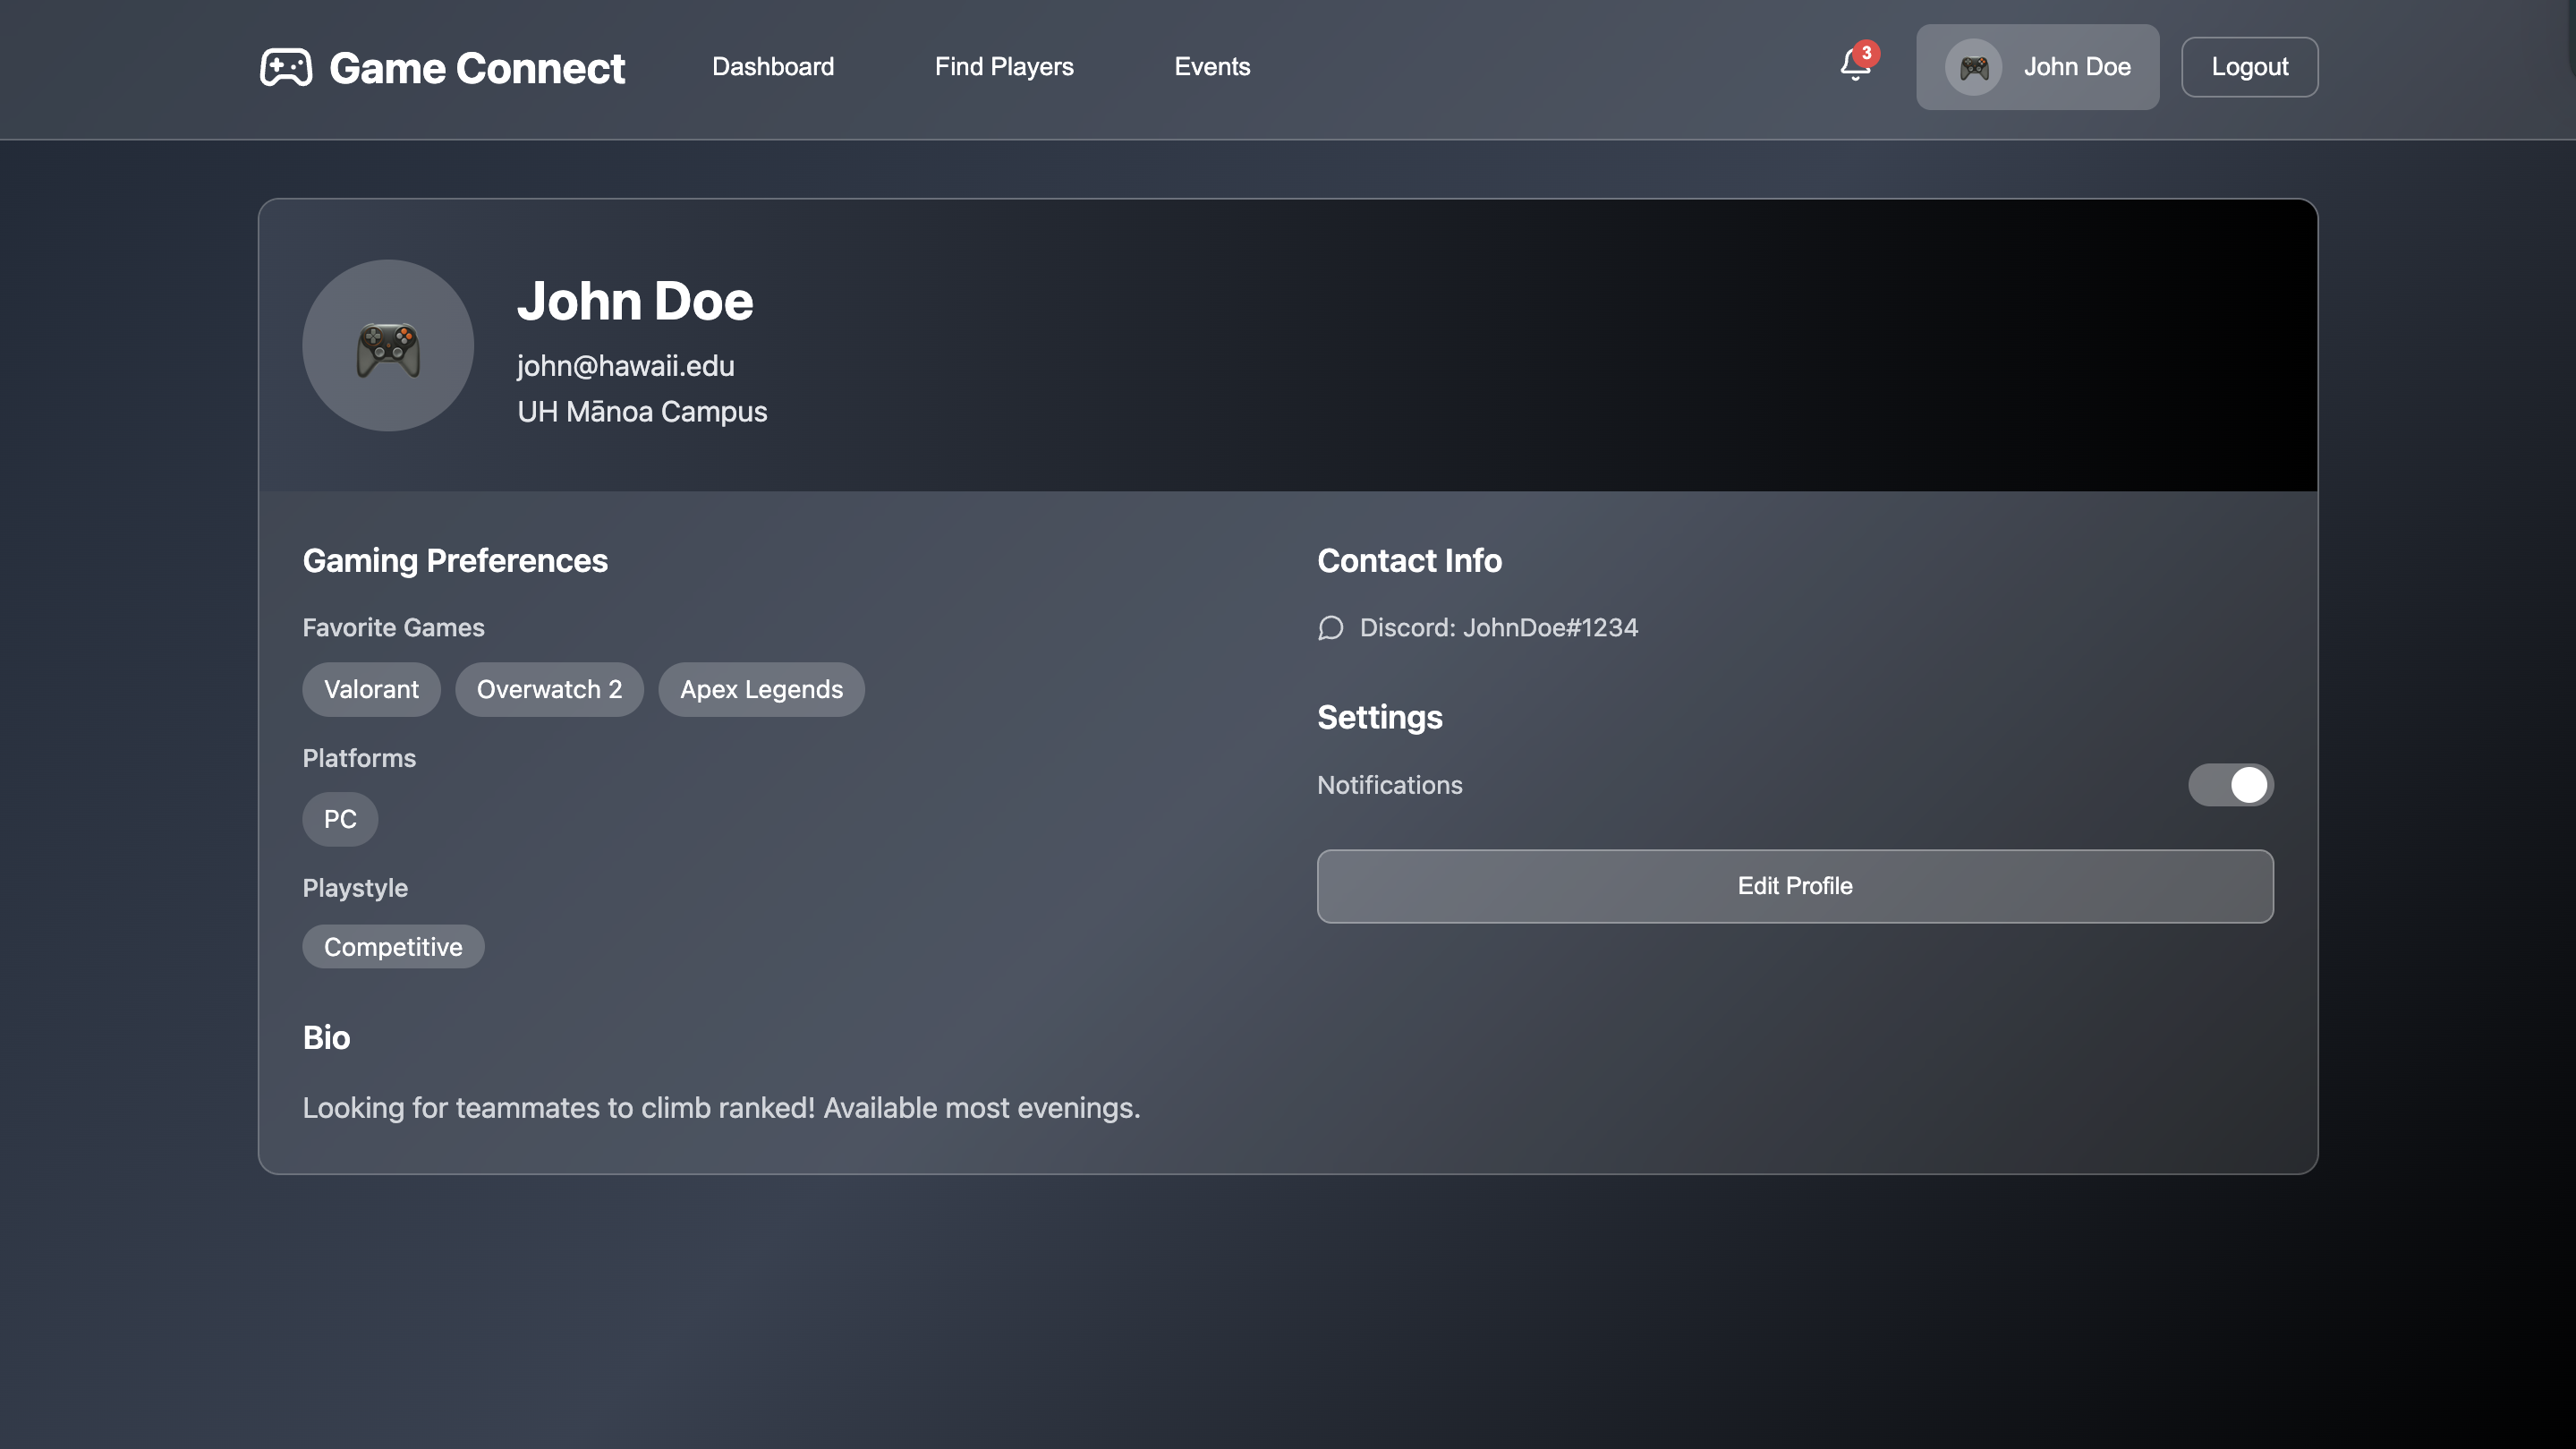 Game Connect
Dashboard
Find Players
Events
3
John Doe
Logout
John Doe
john@hawaii.edu
UH Mānoa Campus
Gaming Preferences
Favorite Games
Valorant
Overwatch 2
Apex Legends
Platforms
PC
Playstyle
Competitive
Bio
Looking for teammates to climb ranked! Available most evenings.
Contact Info
Discord: JohnDoe#1234
Settings
Notifications
Edit Profile